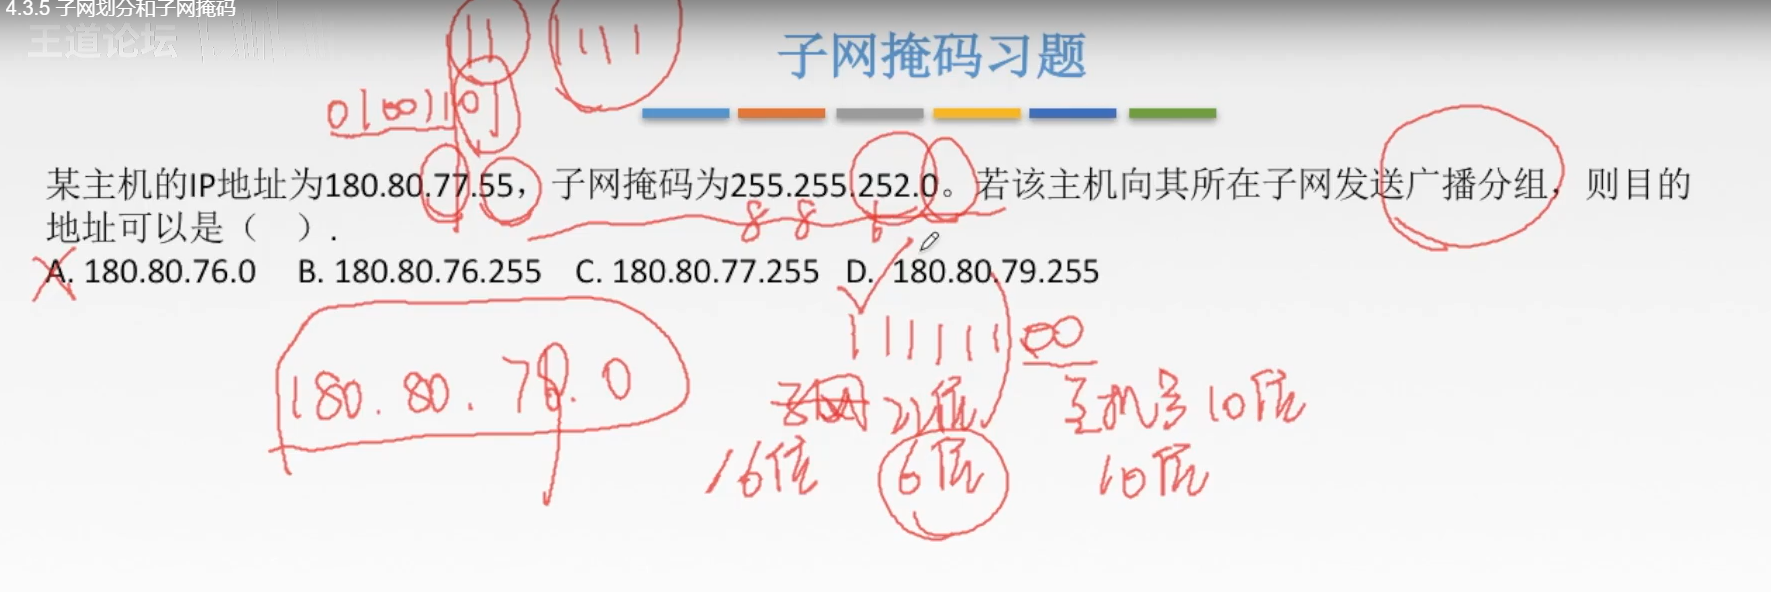 4.3.5 子网划分和子网掩码
王道论坛
11 111
子网掩码习题
01001101
某主机的IP地址为180.80.77.55，子网掩码为255.255.252.0。若该主机向其所在子网发送广播分组，则目的
地址可以是（ ）.
8 8 6
A. 180.80.76.0 B. 180.80.76.255 C. 180.80.77.255 D. 180.80.79.255
111111 00
180.80.78.0
22位 主机号10位
16位 6位 10位